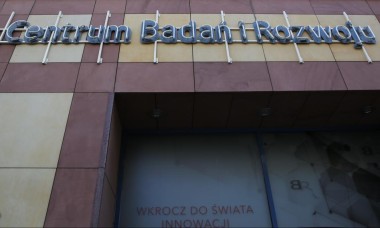 Centrum Badań i Rozwoju
WKROCZ DO ŚWIATA
INNOWACJI